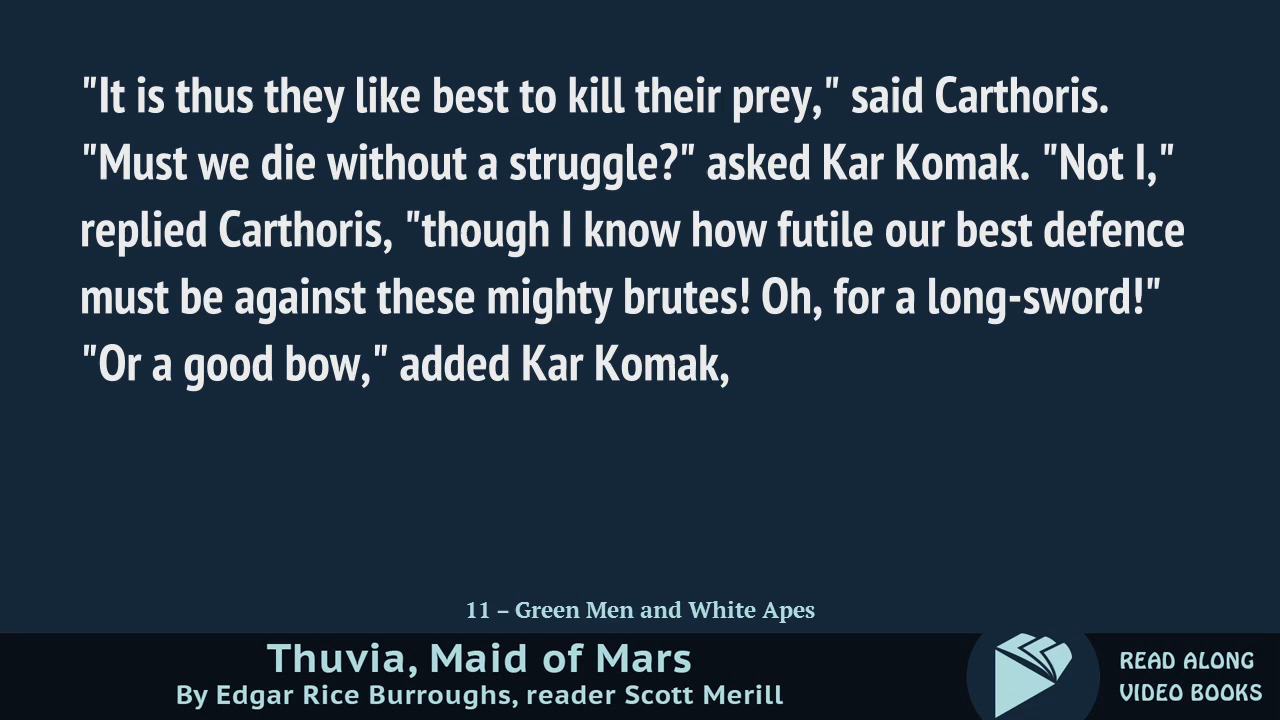 "It is thus they like best to kill their prey," said Carthoris.
"Must we die without a struggle?" asked Kar Komak. "Not I,"
replied Carthoris, "though I know how futile our best defence
must be against these mighty brutes! Oh, for a long-sword!"
"Or a good bow," added Kar Komak,
11 – Green Men and White Apes
Thuvia, Maid of Mars
By Edgar Rice Burroughs, reader Scott Merill
READ ALONG
VIDEO BOOKS